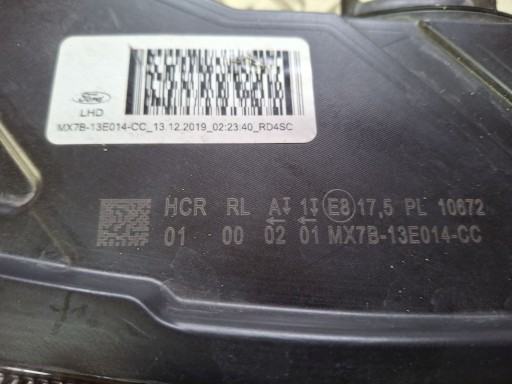 Ford
LHD
MX7B-13E014-CC_13.12.2019_02:23:40_RD4SC
HCR RL A 1 E8 17,5 PL 10672
01 00 02 01 MX7B-13E014-CC